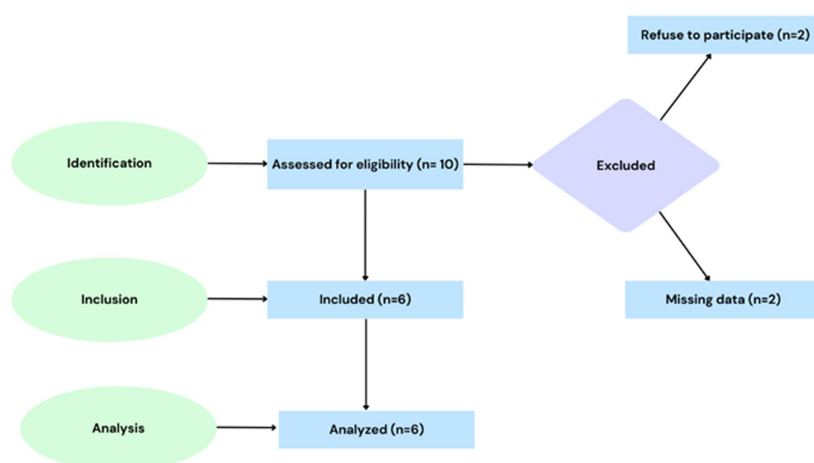 Refuse to participate (n=2)
Identification
Assessed for eligibility (n= 10)
Excluded
Inclusion
Included (n=6)
Missing data (n=2)
Analysis
Analyzed (n=6)